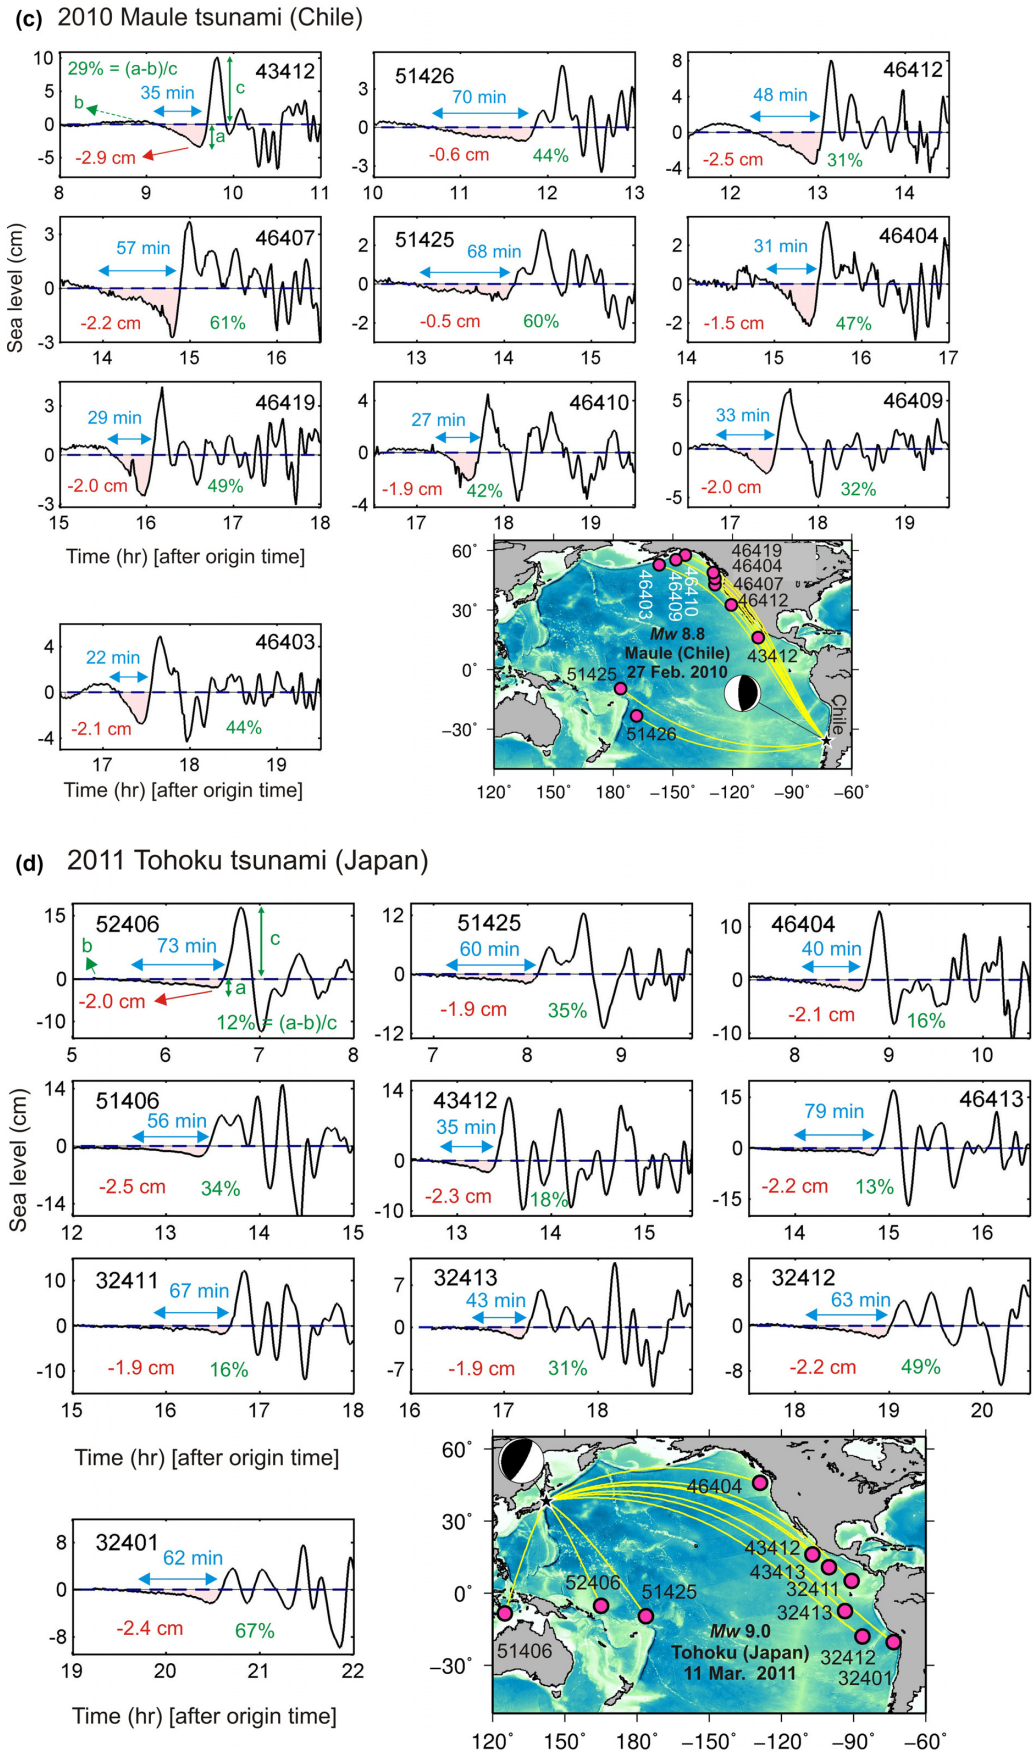 (c) 2010 Maule tsunami (Chile)
10
5
0
-5
29% = (a-b)/c
43412
b
35 min
c
a
-2.9 cm
8 9 10 11
3
0
-3
51426
70 min
-0.6 cm
44%
10 11 12 13
8
4
0
-4
46412
48 min
-2.5 cm
31%
12 13 14
Sea level (cm)
3
0
-3
57 min
46407
-2.2 cm
61%
14 15 16
2
0
-2
51425
68 min
-0.5 cm
60%
13 14 15
2
0
-2
31 min
46404
-1.5 cm
47%
14 15 16 17
3
0
-3
29 min
46419
-2.0 cm
49%
15 16 17 18
4
0
-4
27 min
46410
-1.9 cm
42%
17 18 19
5
0
-5
33 min
46409
-2.0 cm
32%
17 18 19
Time (hr) [after origin time]
4
0
-4
46403
22 min
-2.1 cm
44%
17 18 19
Time (hr) [after origin time]
60˚
30˚
0˚
−30˚
46419
46404
46407
46412
46403
46409
46410
43412
Mw 8.8
Maule (Chile)
27 Feb. 2010
51425
51426
Chile
120˚ 150˚ 180˚ −150˚ −120˚ −90˚ −60˚
(d) 2011 Tohoku tsunami (Japan)
15
0
-10
52406
b
73 min
c
a
-2.0 cm
12% = (a-b)/c
5 6 7 8
12
0
-12
51425
60 min
-1.9 cm
35%
7 8 9
10
0
-10
46404
40 min
-2.1 cm
16%
8 9 10
Sea level (cm)
14
0
-14
51406
56 min
-2.5 cm
34%
12 13 14 15
14
0
-10
43412
35 min
-2.3 cm
18%
13 14 15
15
0
-15
46413
79 min
-2.2 cm
13%
14 15 16
10
0
-10
32411
67 min
-1.9 cm
16%
15 16 17 18
7
0
-7
32413
43 min
-1.9 cm
31%
16 17 18
8
0
-8
32412
63 min
-2.2 cm
49%
18 19 20
Time (hr) [after origin time]
8
0
-8
32401
62 min
-2.4 cm
67%
19 20 21 22
Time (hr) [after origin time]
60˚
30˚
0˚
−30˚
46404
43412
43413
32411
52406
51425
32413
51406
Mw 9.0
Tohoku (Japan)
11 Mar. 2011
32412
32401
120˚ 150˚ 180˚ −150˚ −120˚ −90˚ −60˚